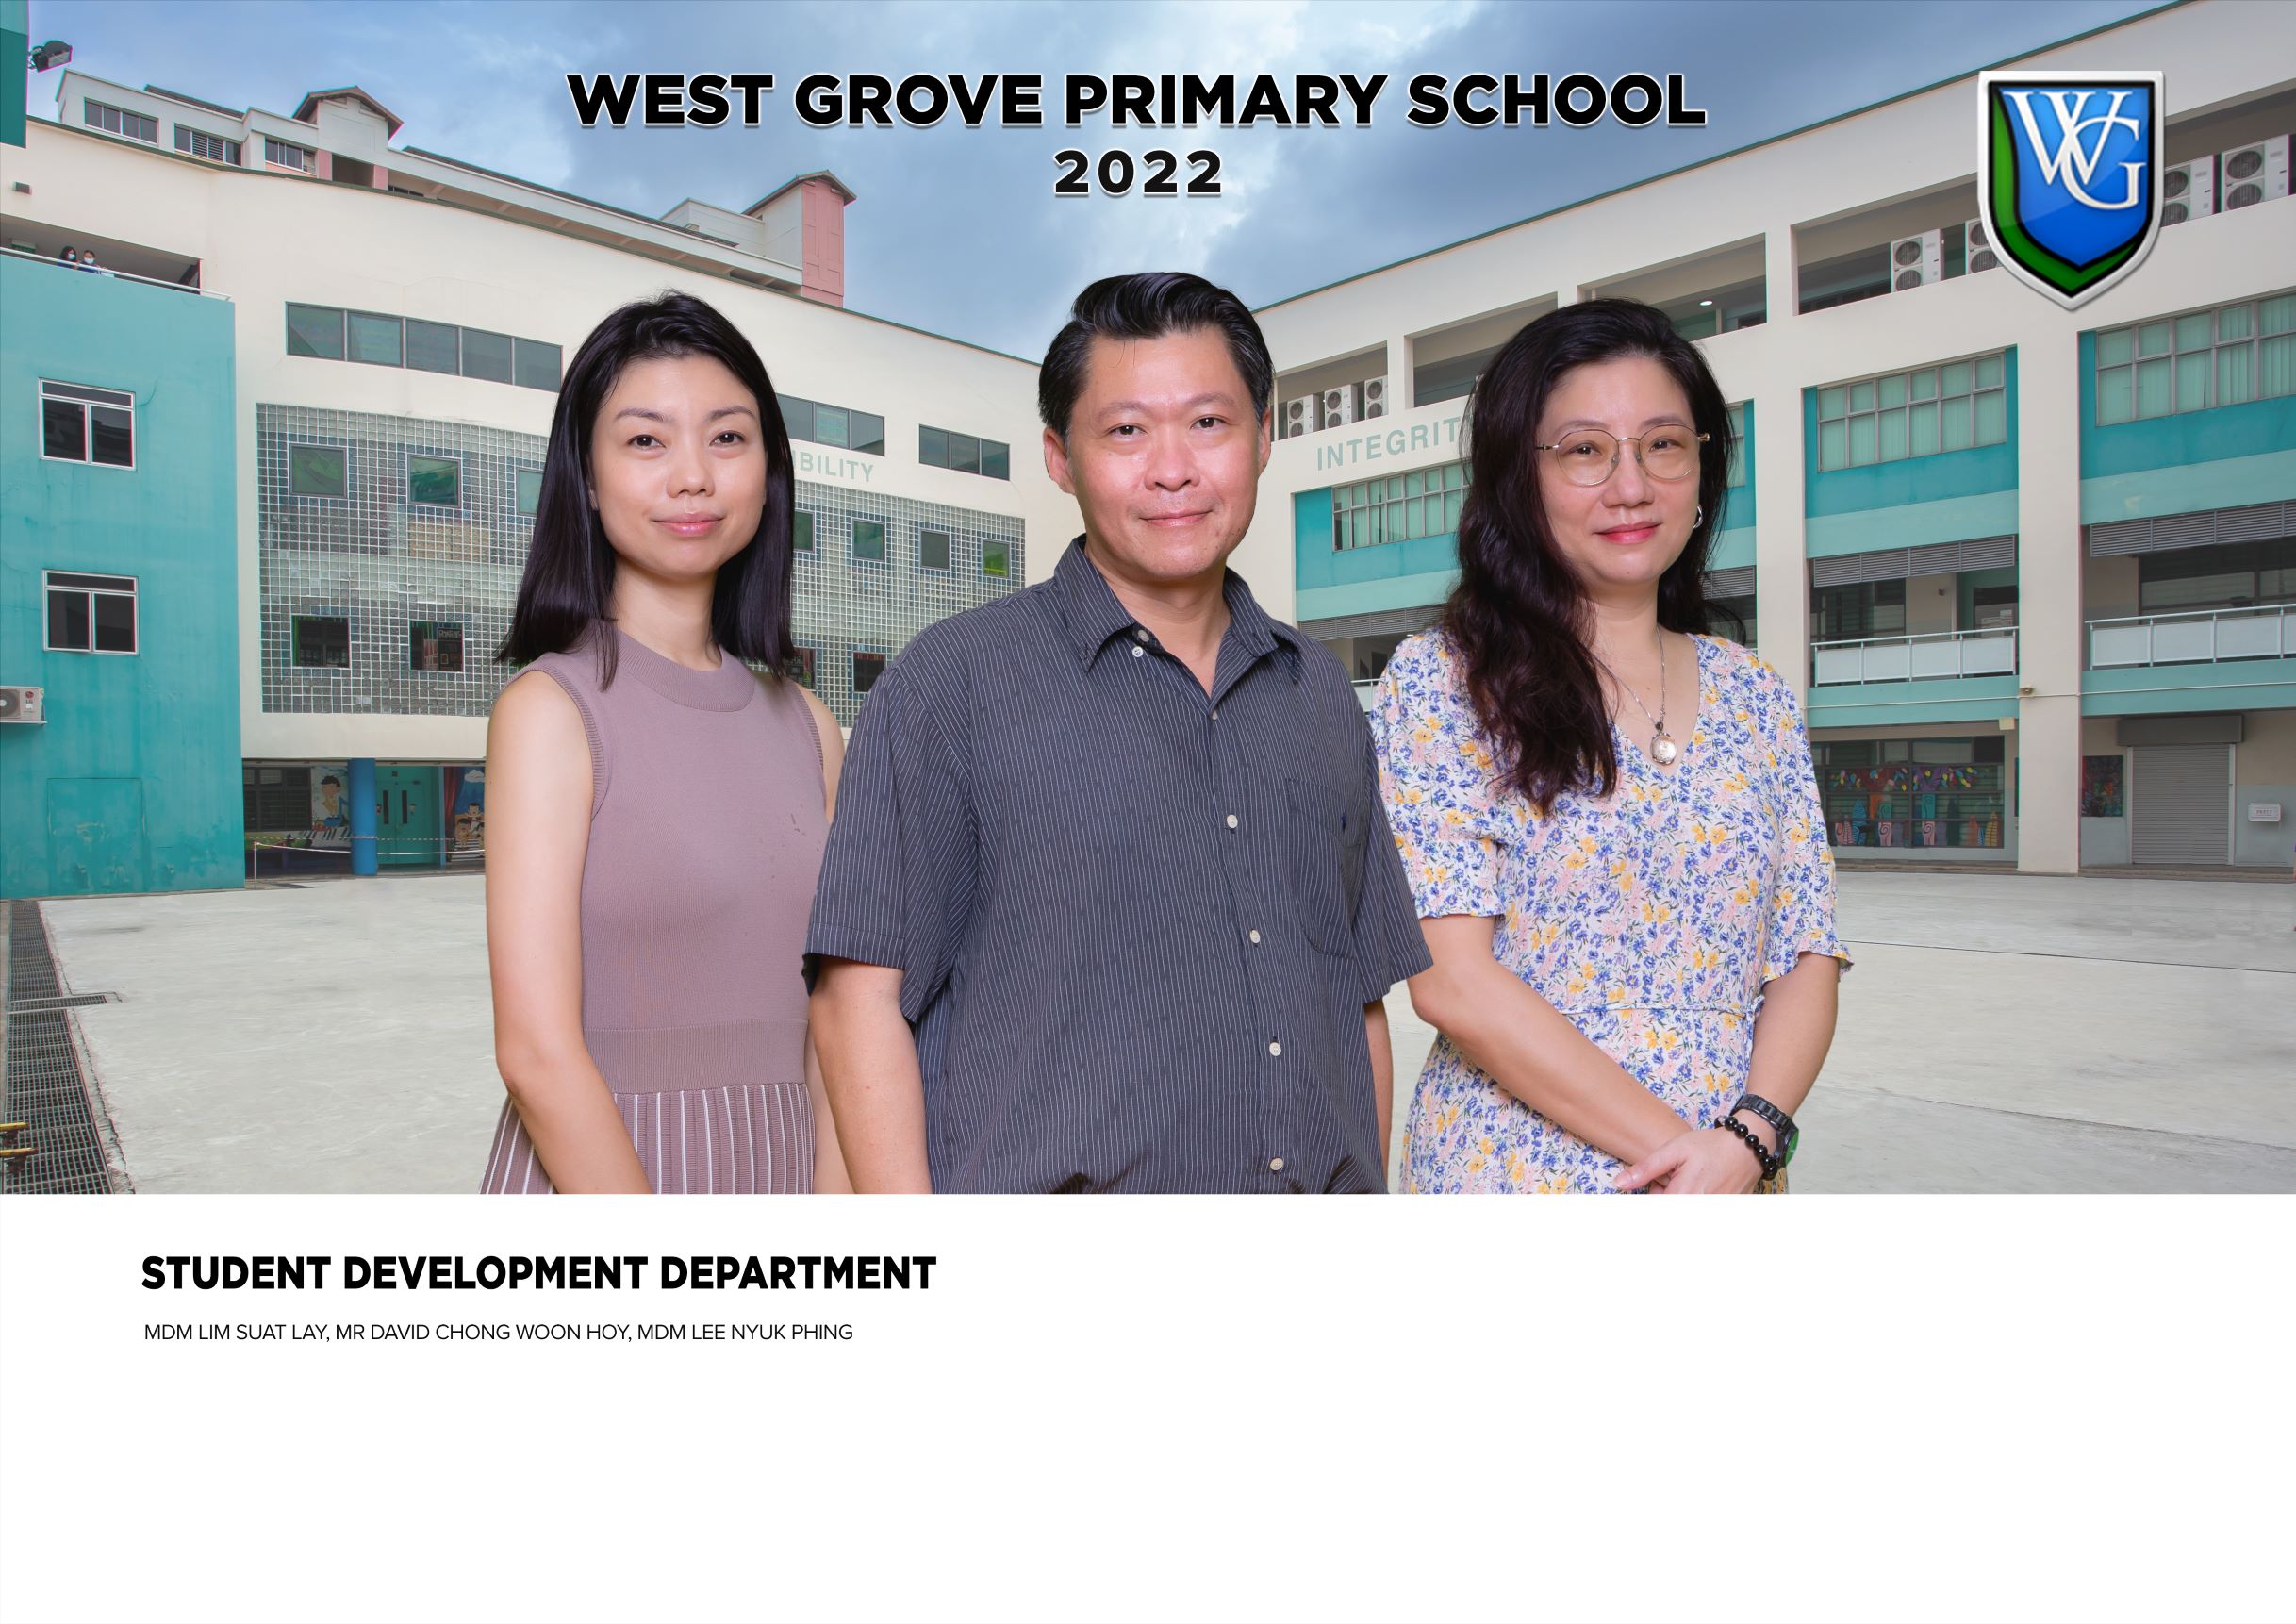 WEST GROVE PRIMARY SCHOOL
2022
WG
IBILITY
INTEGRIT
STUDENT DEVELOPMENT DEPARTMENT
MDM LIM SUAT LAY, MR DAVID CHONG WOON HOY, MDM LEE NYUK PHING